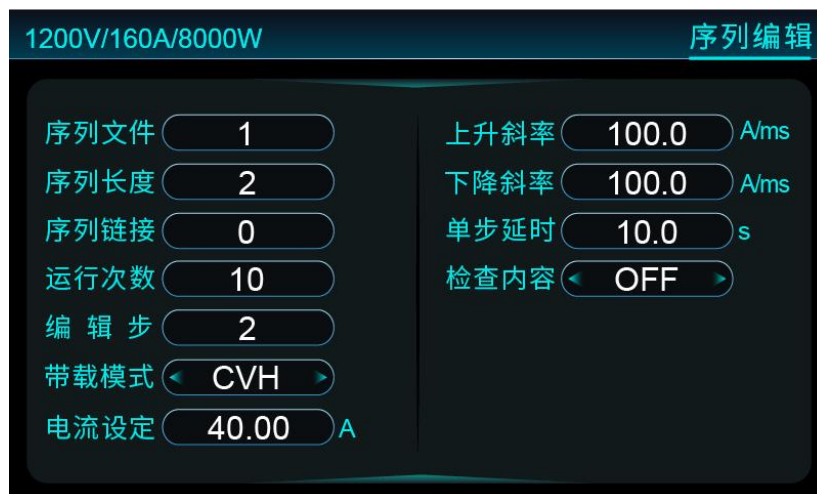 1200V/160A/8000W 序列编辑
序列文件 1
序列长度 2
序列链接 0
运行次数 10
编 辑 步 2
带载模式 CVH
电流设定 40.00 A
上升斜率 100.0 A/ms
下降斜率 100.0 A/ms
单步延时 10.0 s
检查内容 OFF